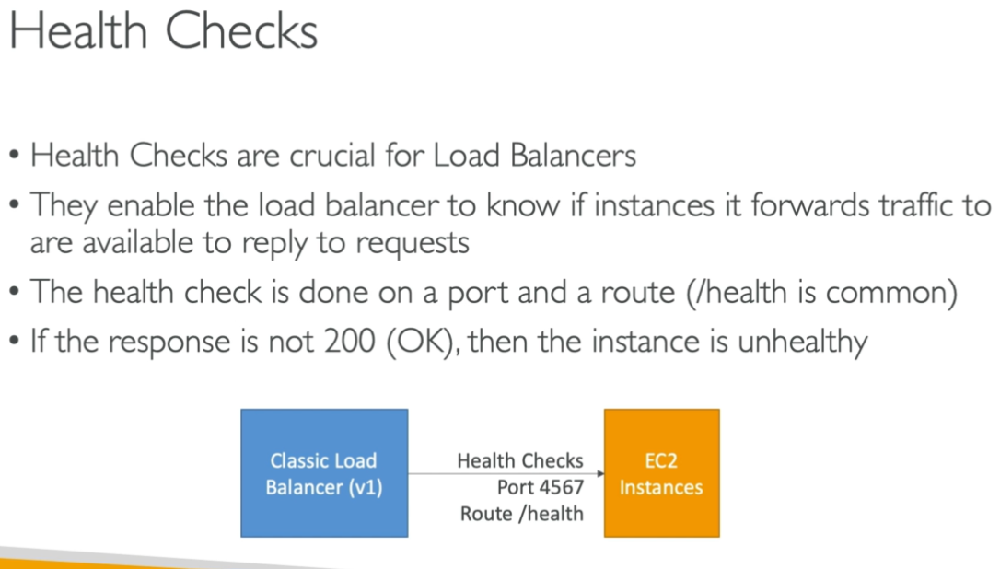 Health Checks
• Health Checks are crucial for Load Balancers
• They enable the load balancer to know if instances it forwards traffic to
are available to reply to requests
• The health check is done on a port and a route (/health is common)
• If the response is not 200 (OK), then the instance is unhealthy
Classic Load
Balancer (v1)
Health Checks
Port 4567
Route /health
EC2
Instances